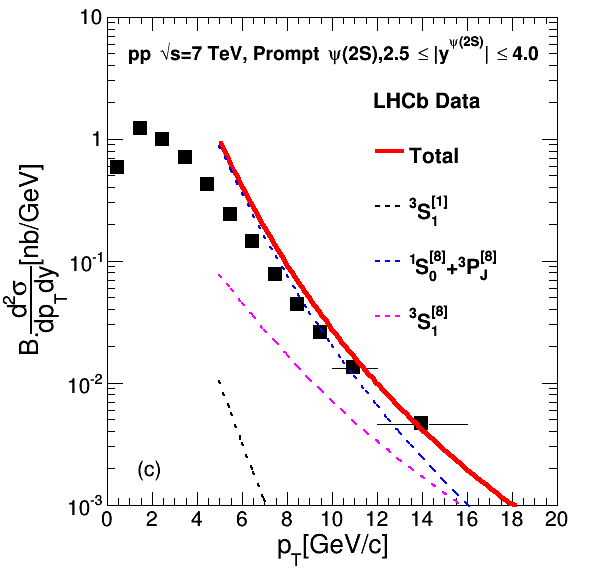 pp √s=7 TeV, Prompt ψ(2S),2.5 ≤|y^ψ(2S)| ≤4.0
LHCb Data
Total
³S₁^[1]
¹S₀^[8]+³P_J^[8]
³S₁^[8]
B.d²σ/dp_Tdy[nb/GeV]
10
1
10⁻¹
10⁻²
10⁻³
(c)
0 2 4 6 8 10 12 14 16 18 20
p_T[GeV/c]